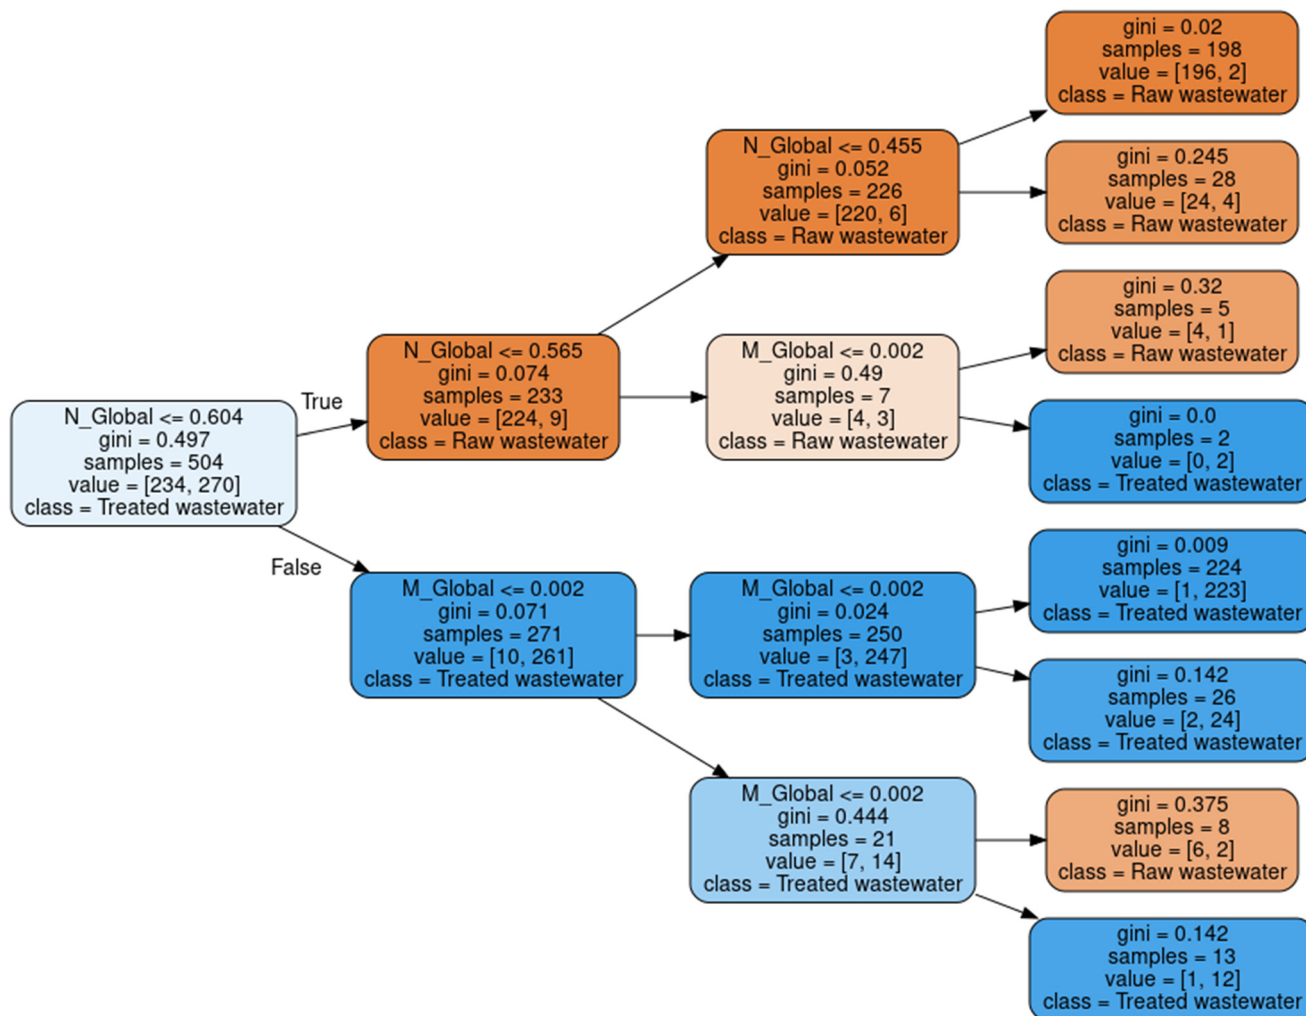 N_Global <= 0.604
gini = 0.497
samples = 504
value = [234, 270]
class = Treated wastewater
True
False
N_Global <= 0.565
gini = 0.074
samples = 233
value = [224, 9]
class = Raw wastewater
M_Global <= 0.002
gini = 0.071
samples = 271
value = [10, 261]
class = Treated wastewater
N_Global <= 0.455
gini = 0.052
samples = 226
value = [220, 6]
class = Raw wastewater
M_Global <= 0.002
gini = 0.49
samples = 7
value = [4, 3]
class = Raw wastewater
M_Global <= 0.002
gini = 0.024
samples = 250
value = [3, 247]
class = Treated wastewater
M_Global <= 0.002
gini = 0.444
samples = 21
value = [7, 14]
class = Treated wastewater
gini = 0.02
samples = 198
value = [196, 2]
class = Raw wastewater
gini = 0.245
samples = 28
value = [24, 4]
class = Raw wastewater
gini = 0.32
samples = 5
value = [4, 1]
class = Raw wastewater
gini = 0.0
samples = 2
value = [0, 2]
class = Treated wastewater
gini = 0.009
samples = 224
value = [1, 223]
class = Treated wastewater
gini = 0.142
samples = 26
value = [2, 24]
class = Treated wastewater
gini = 0.375
samples = 8
value = [6, 2]
class = Raw wastewater
gini = 0.142
samples = 13
value = [1, 12]
class = Treated wastewater